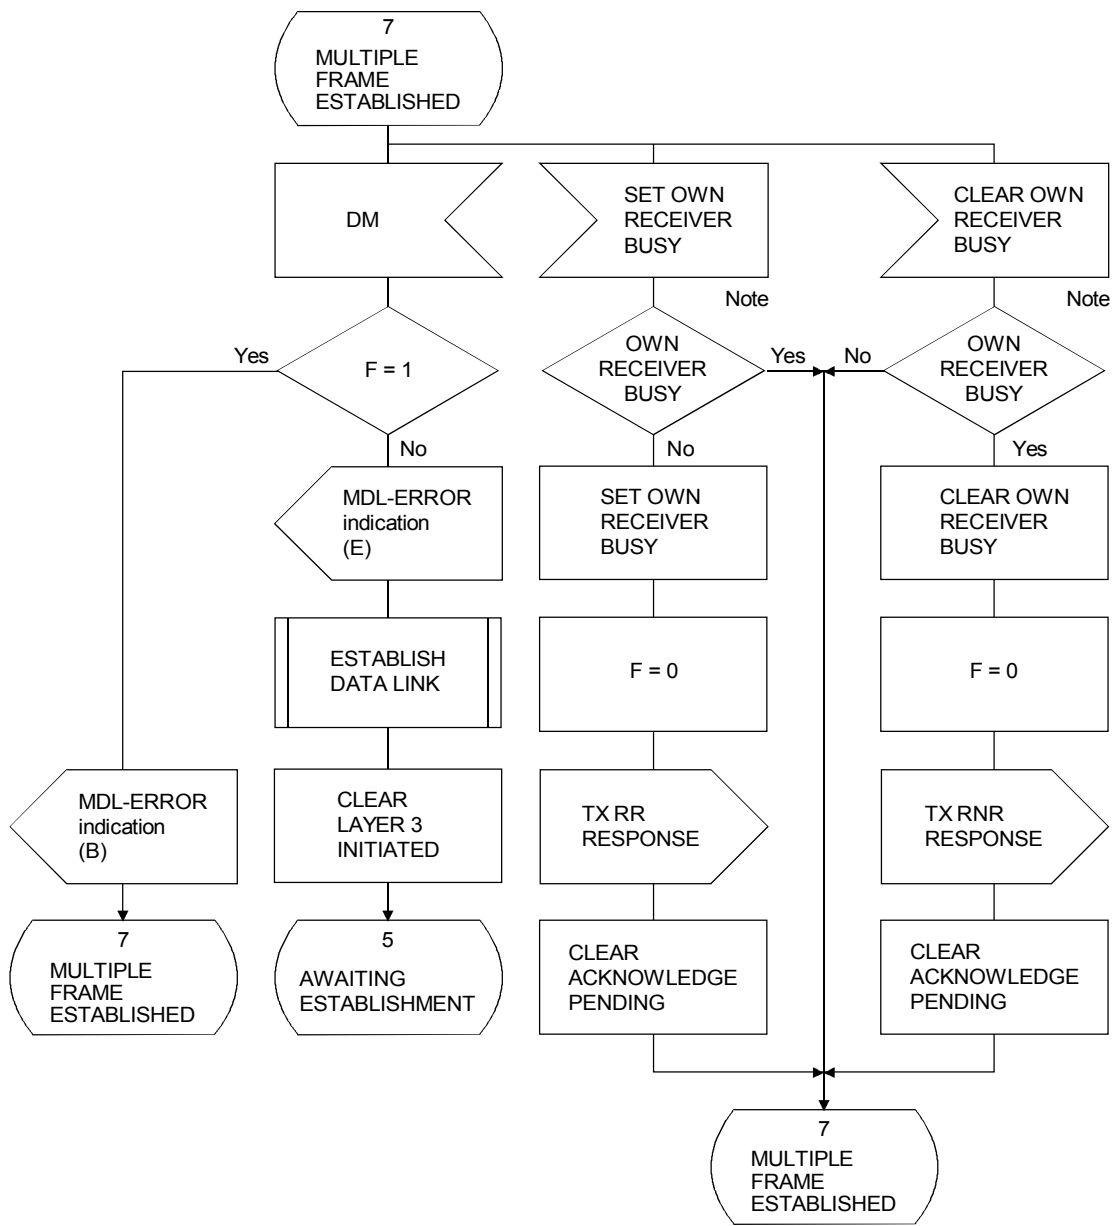 7
MULTIPLE
FRAME
ESTABLISHED
DM
SET OWN
RECEIVER
BUSY
CLEAR OWN
RECEIVER
BUSY
Note
Note
Yes
F = 1
OWN
RECEIVER
BUSY
Yes
No
OWN
RECEIVER
BUSY
No
No
Yes
MDL-ERROR
indication
(E)
SET OWN
RECEIVER
BUSY
CLEAR OWN
RECEIVER
BUSY
ESTABLISH
DATA LINK
F = 0
F = 0
MDL-ERROR
indication
(B)
CLEAR
LAYER 3
INITIATED
TX RR
RESPONSE
TX RNR
RESPONSE
7
MULTIPLE
FRAME
ESTABLISHED
5
AWAITING
ESTABLISHMENT
CLEAR
ACKNOWLEDGE
PENDING
CLEAR
ACKNOWLEDGE
PENDING
7
MULTIPLE
FRAME
ESTABLISHED